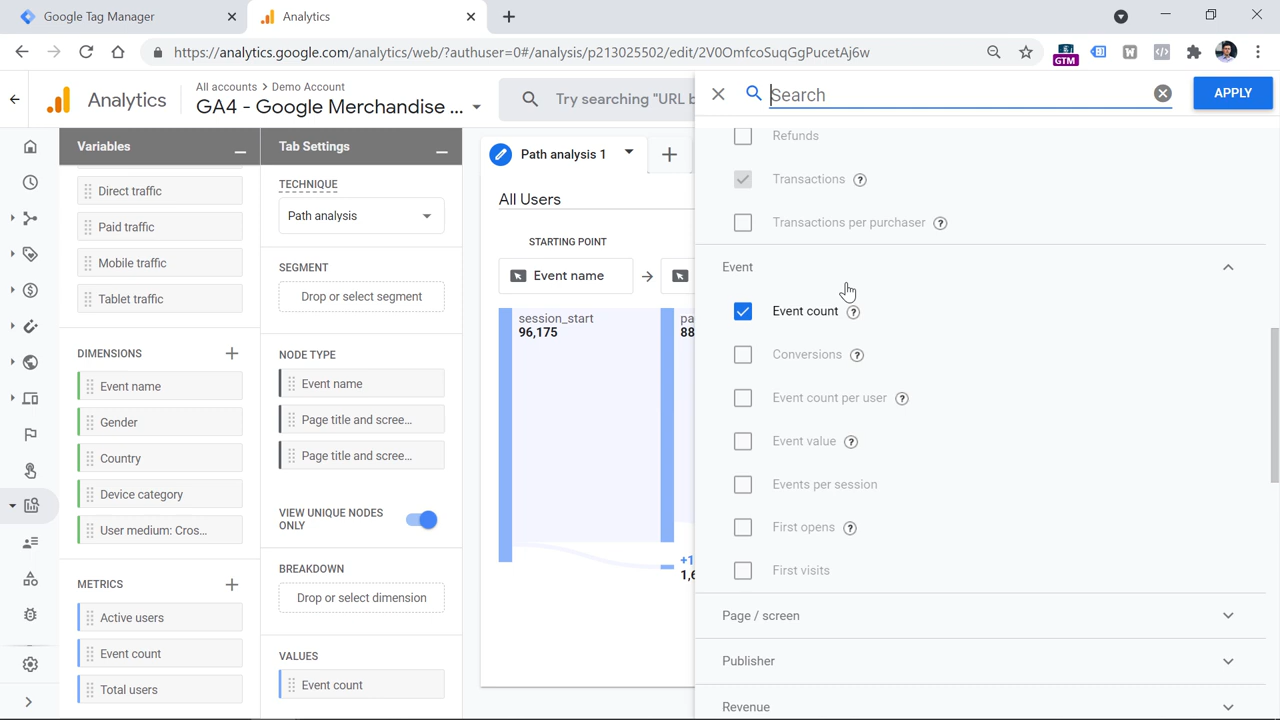 Google Tag Manager
Analytics
https://analytics.google.com/analytics/web/?authuser=0#/analysis/p213025502/edit/2V0OmfcoSuqGgPucetAj6w
GTM
Analytics
All accounts > Demo Account
GA4 - Google Merchandise ...
Try searching "URL b
Search
APPLY
Variables
Direct traffic
Paid traffic
Mobile traffic
Tablet traffic
DIMENSIONS
Event name
Gender
Country
Device category
User medium: Cros...
METRICS
Active users
Event count
Total users
Tab Settings
TECHNIQUE
Path analysis
SEGMENT
Drop or select segment
NODE TYPE
Event name
Page title and scree...
Page title and scree...
VIEW UNIQUE NODES
ONLY
BREAKDOWN
Drop or select dimension
VALUES
Event count
Path analysis 1
All Users
STARTING POINT
Event name
session_start
96,175
pa
88
+1
1,6
Refunds
Transactions
Transactions per purchaser
Event
Event count
Conversions
Event count per user
Event value
Events per session
First opens
First visits
Page / screen
Publisher
Revenue